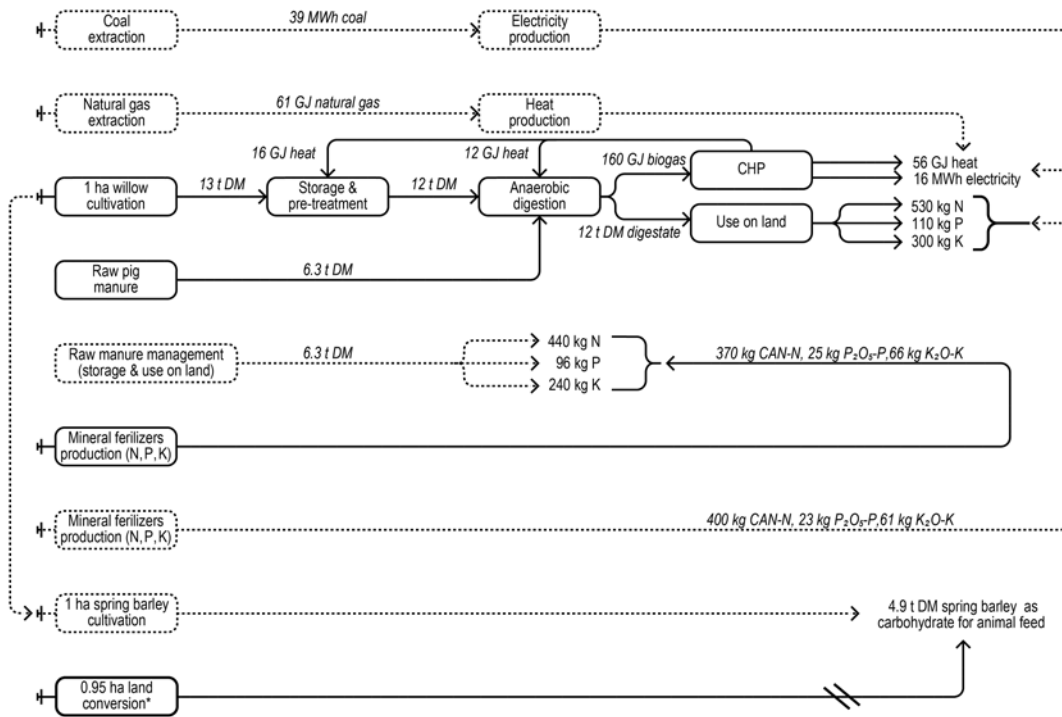 Coal
extraction
39 MWh coal
Electricity
production
Natural gas
extraction
61 GJ natural gas
Heat
production
16 GJ heat
12 GJ heat
160 GJ biogas
CHP
56 GJ heat
16 MWh electricity
1 ha willow
cultivation
13 t DM
Storage &
pre-treatment
12 t DM
Anaerobic
digestion
12 t DM digestate
Use on land
530 kg N
110 kg P
300 kg K
Raw pig
manure
6.3 t DM
Raw manure management
(storage & use on land)
6.3 t DM
440 kg N
96 kg P
240 kg K
370 kg CAN-N, 25 kg P₂O₅-P,66 kg K₂O-K
Mineral ferilizers
production (N,P,K)
Mineral ferilizers
production (N,P,K)
400 kg CAN-N, 23 kg P₂O₅-P,61 kg K₂O-K
1 ha spring barley
cultivation
4.9 t DM spring barley as
carbohydrate for animal feed
0.95 ha land
conversion*